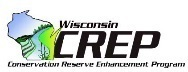 Wisconsin
CREP
Conservation Reserve Enhancement Program